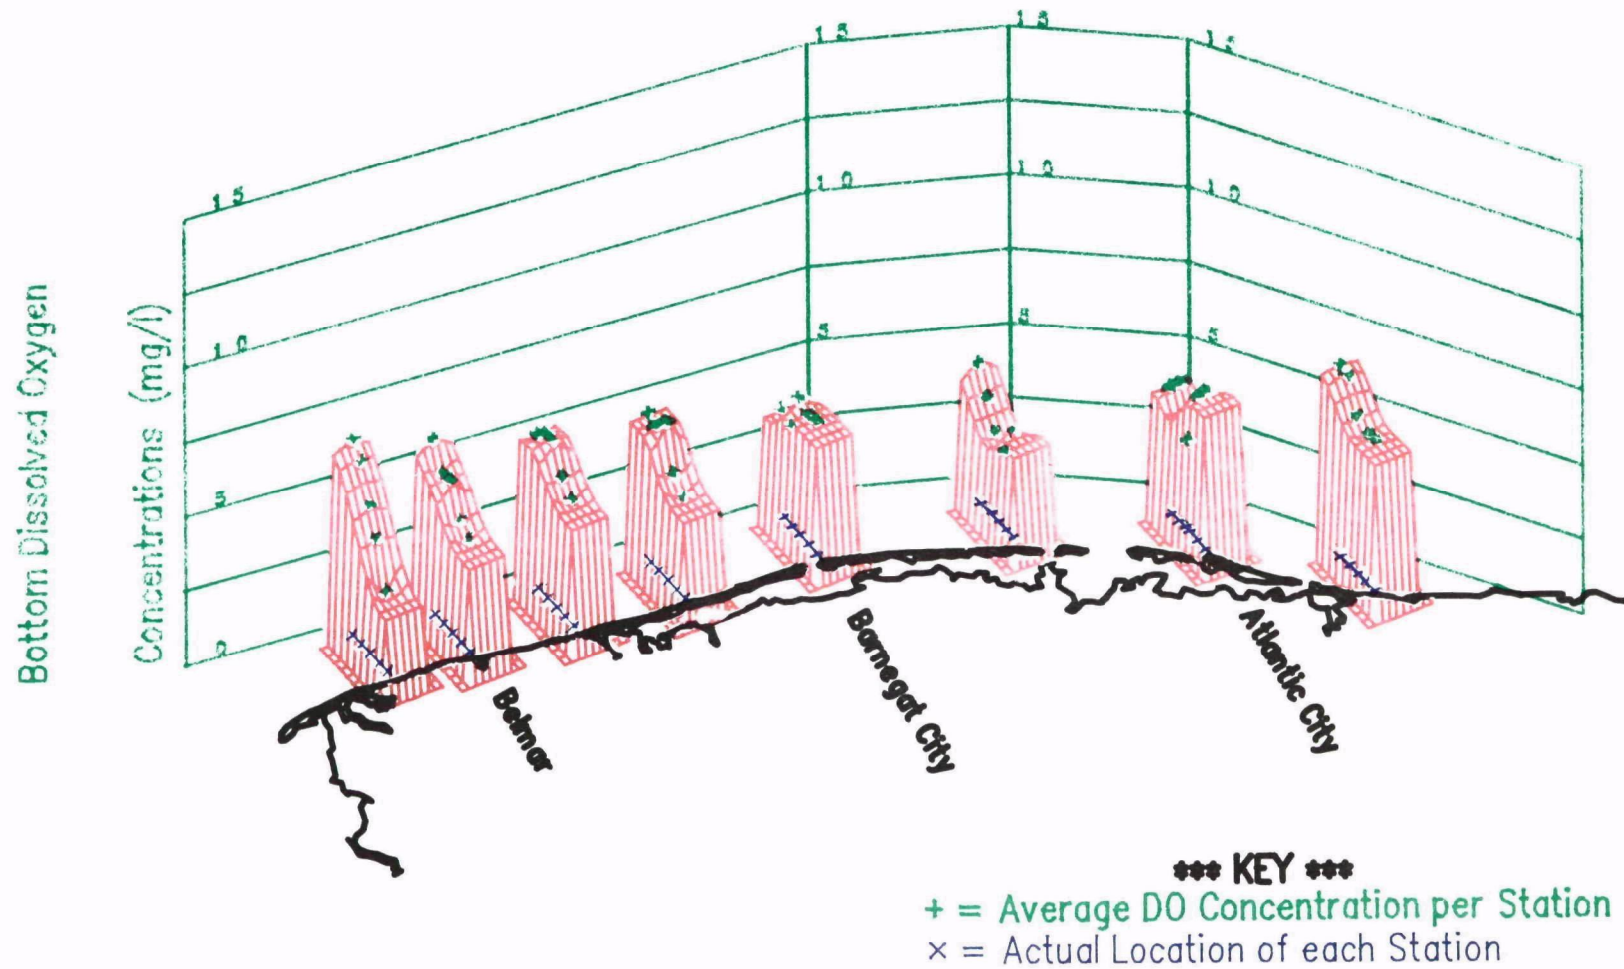 Bottom Dissolved Oxygen
Concentrations (mg/l)
15
10
5
0
15
10
5
15
10
5
15
10
5
Belmar
Barnegat City
Atlantic City
*** KEY ***
+ = Average DO Concentration per Station
× = Actual Location of each Station